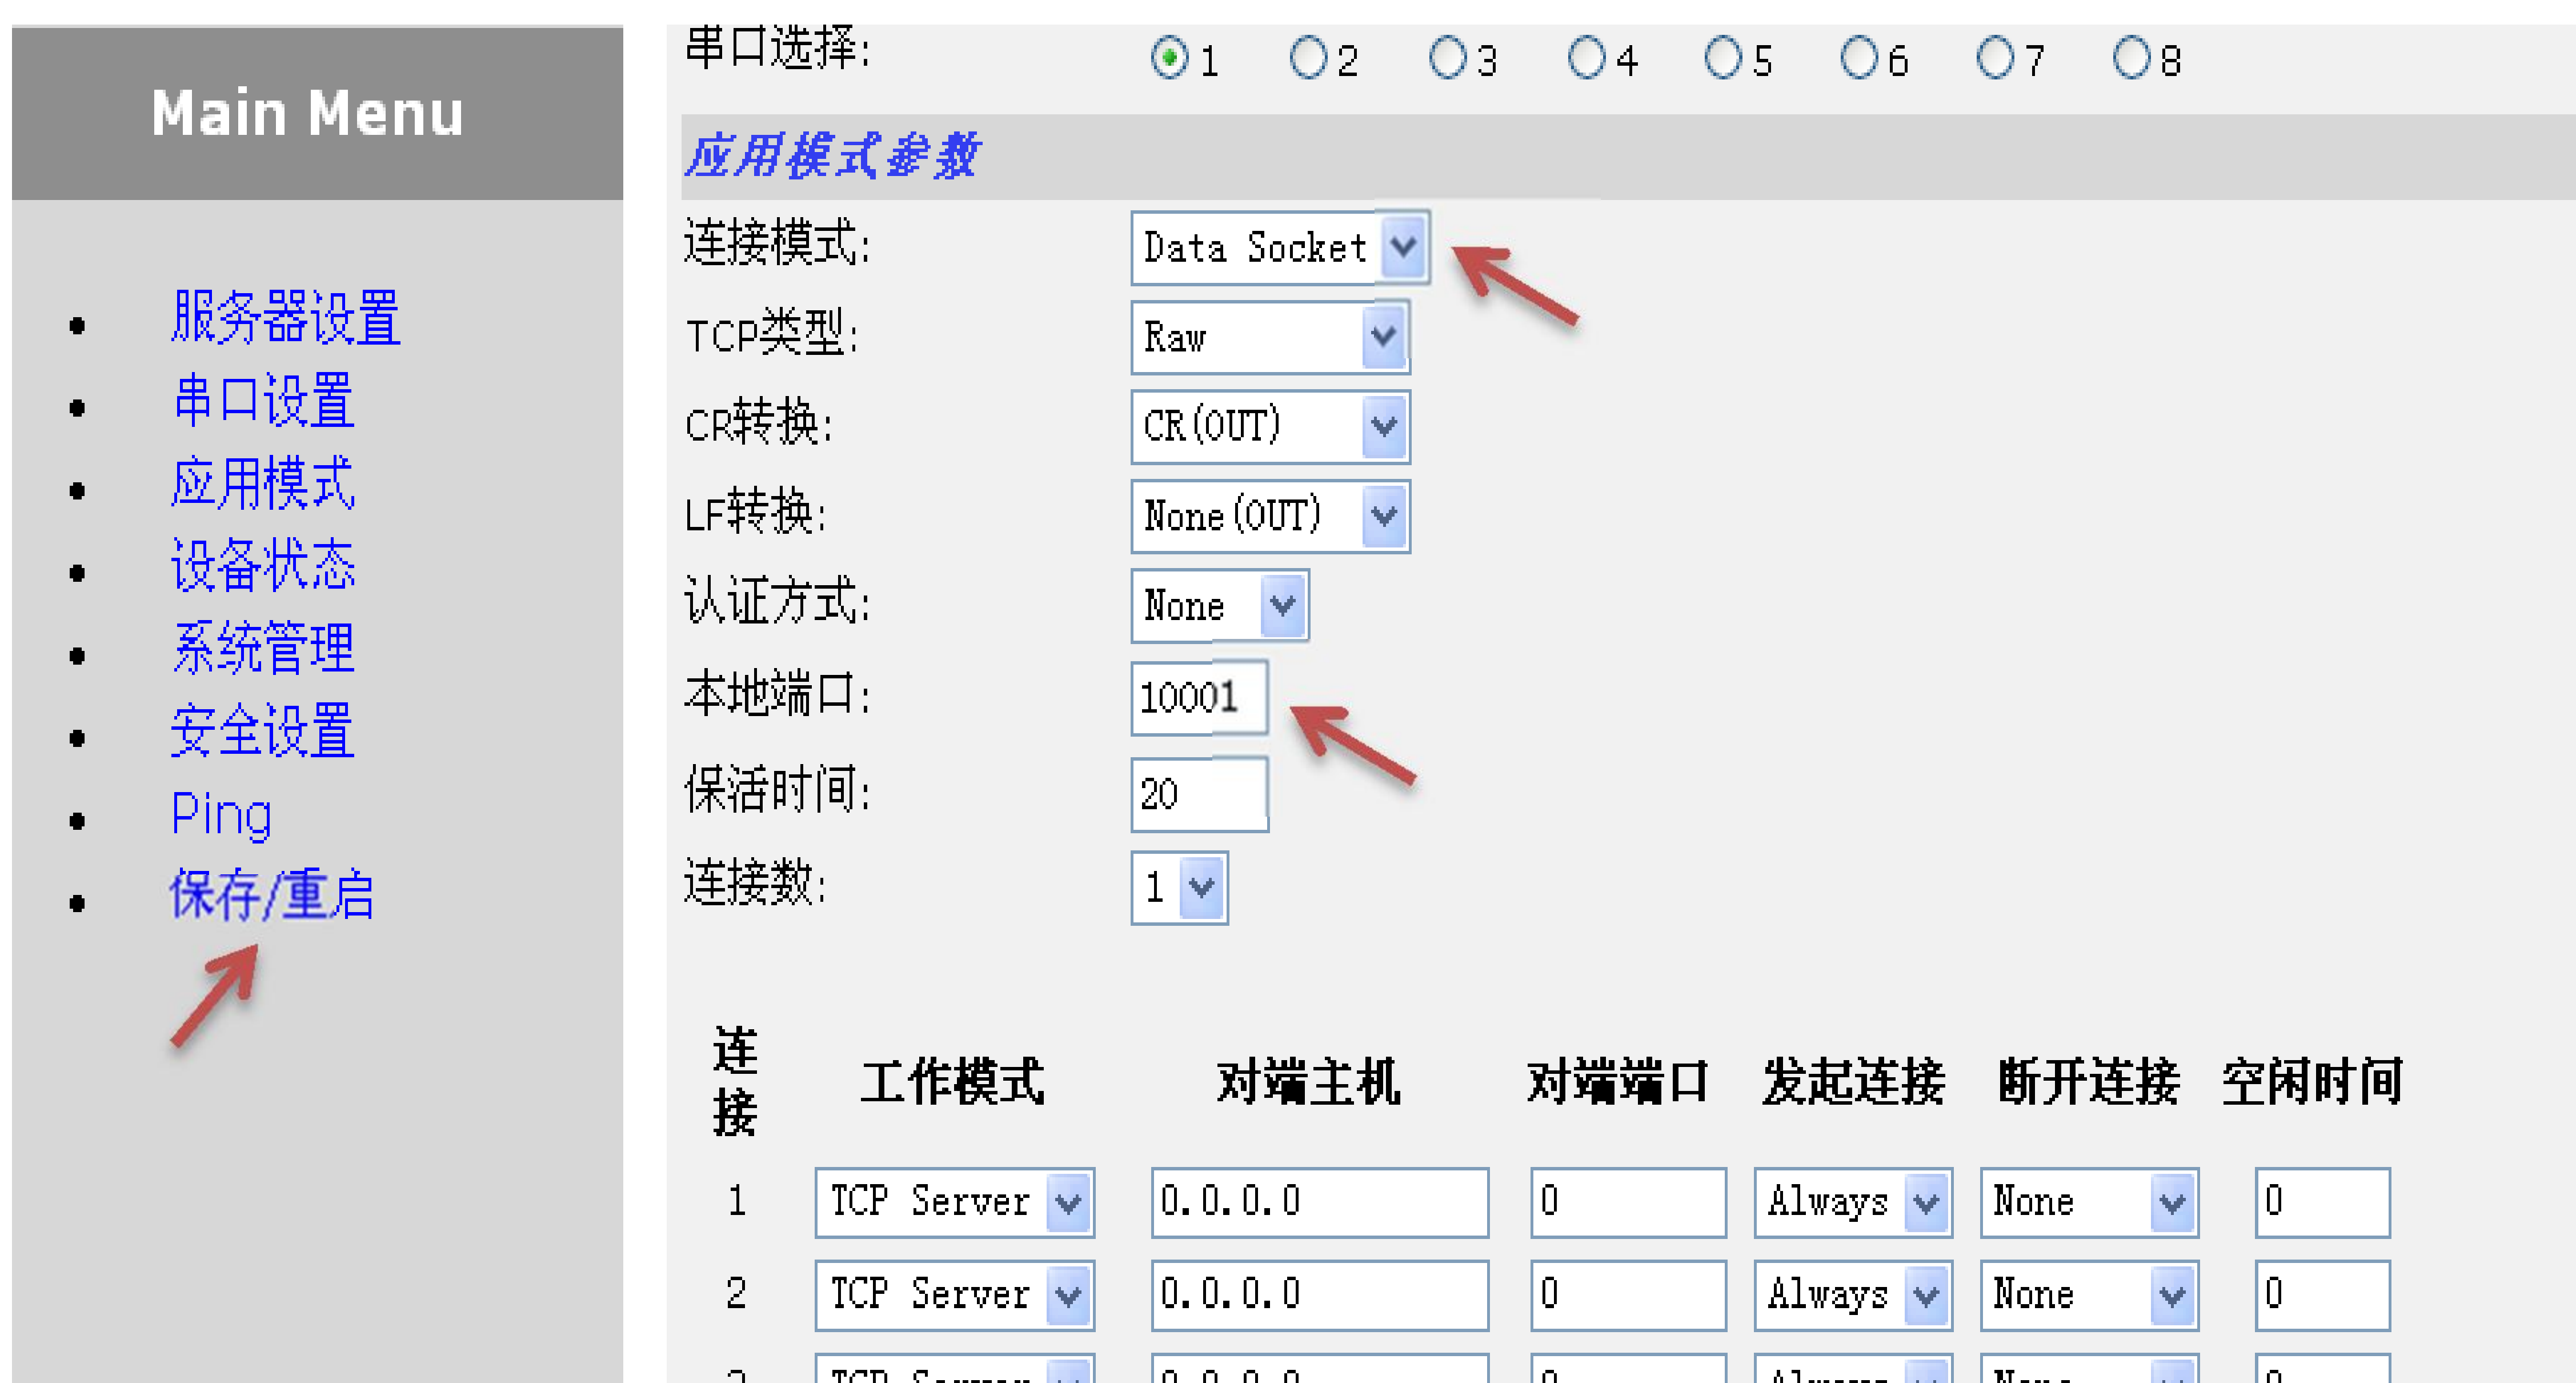 Main Menu
服务器设置
串口设置
应用模式
设备状态
系统管理
安全设置
Ping
保存/重启
串口选择: 1 2 3 4 5 6 7 8
应用模式参数
连接模式: Data Socket
TCP类型: Raw
CR转换: CR(OUT)
LF转换: None(OUT)
认证方式: None
本地端口: 10001
保活时间: 20
连接数: 1
连接 工作模式 对端主机 对端端口 发起连接 断开连接 空闲时间
1 TCP Server 0.0.0.0 0 Always None 0
2 TCP Server 0.0.0.0 0 Always None 0